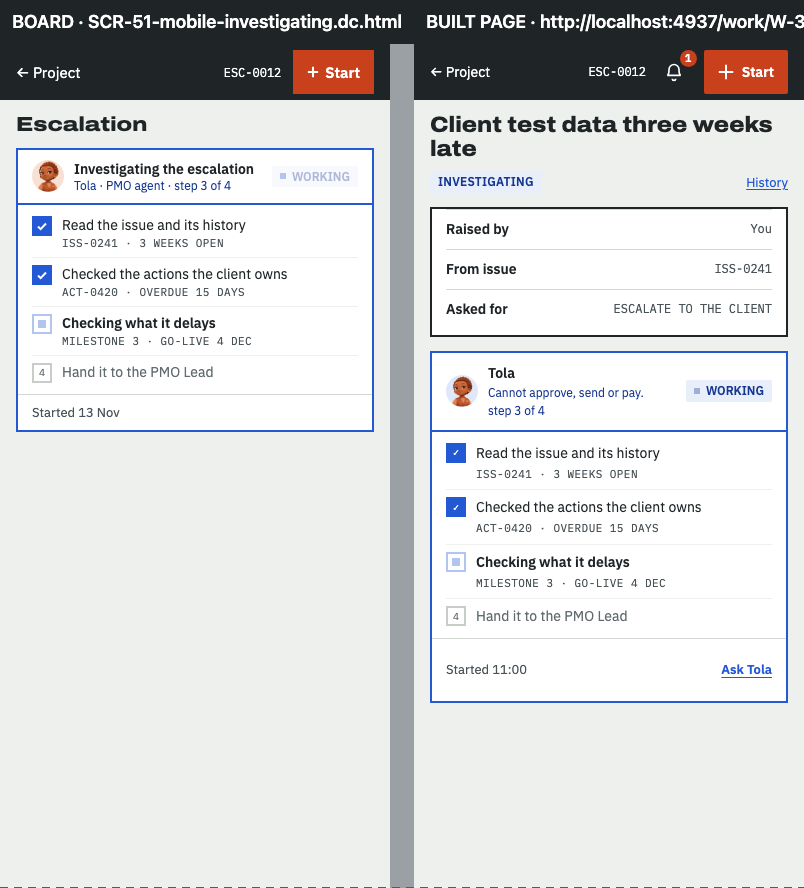 BOARD · SCR-51-mobile-investigating.dc.html
← Project
ESC-0012
+ Start
Escalation
Investigating the escalation
Tola · PMO agent · step 3 of 4
WORKING
Read the issue and its history
ISS-0241 · 3 WEEKS OPEN
Checked the actions the client owns
ACT-0420 · OVERDUE 15 DAYS
Checking what it delays
MILESTONE 3 · GO-LIVE 4 DEC
4
Hand it to the PMO Lead
Started 13 Nov
BUILT PAGE · http://localhost:4937/work/W-3
← Project
ESC-0012
1
+ Start
Client test data three weeks
late
INVESTIGATING
History
Raised by
You
From issue
ISS-0241
Asked for
ESCALATE TO THE CLIENT
Tola
Cannot approve, send or pay.
step 3 of 4
WORKING
Read the issue and its history
ISS-0241 · 3 WEEKS OPEN
Checked the actions the client owns
ACT-0420 · OVERDUE 15 DAYS
Checking what it delays
MILESTONE 3 · GO-LIVE 4 DEC
4
Hand it to the PMO Lead
Started 11:00
Ask Tola